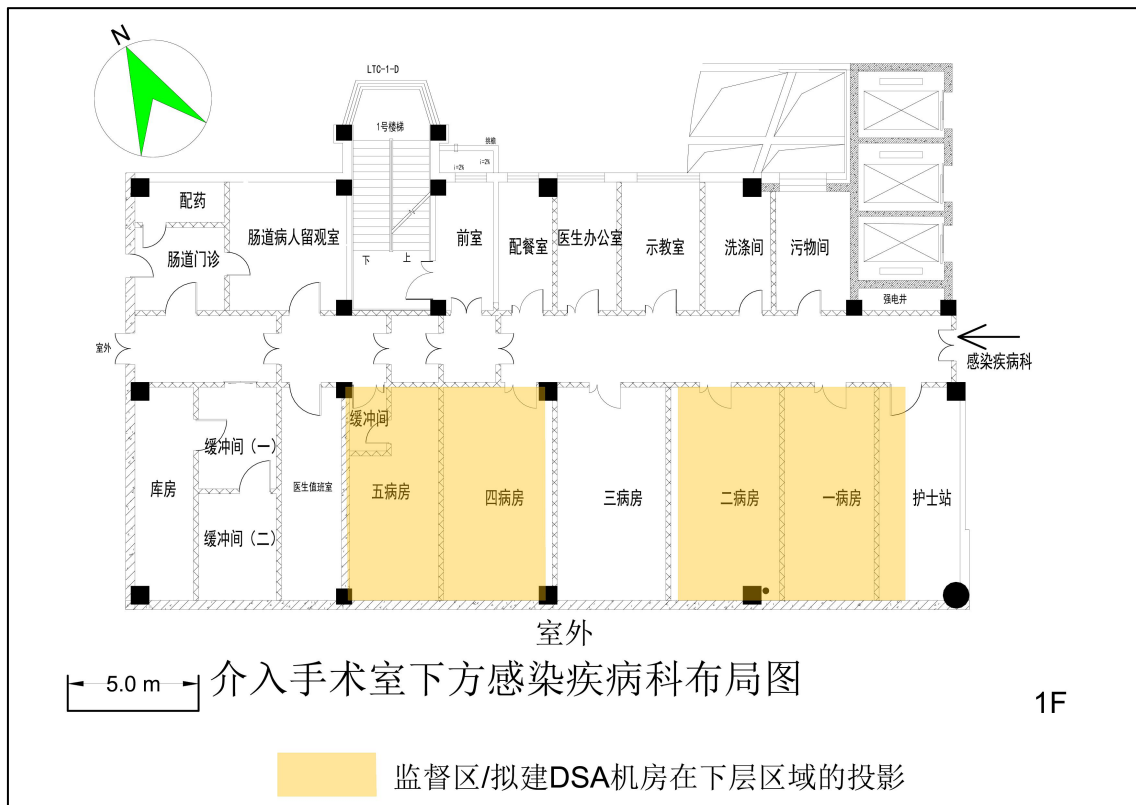 N
LTC-1-D
1号楼梯
挑檐
i=2%
i=2%
配药
肠道门诊
肠道病人留观室
下
上
前室
配餐室
医生办公室
示教室
洗涤间
污物间
强电井
室外
感染疾病科
库房
缓冲间（一）
缓冲间（二）
医生值班室
缓冲间
五病房
四病房
三病房
二病房
一病房
护士站
室外
5.0 m
介入手术室下方感染疾病科布局图
1F
监督区/拟建DSA机房在下层区域的投影